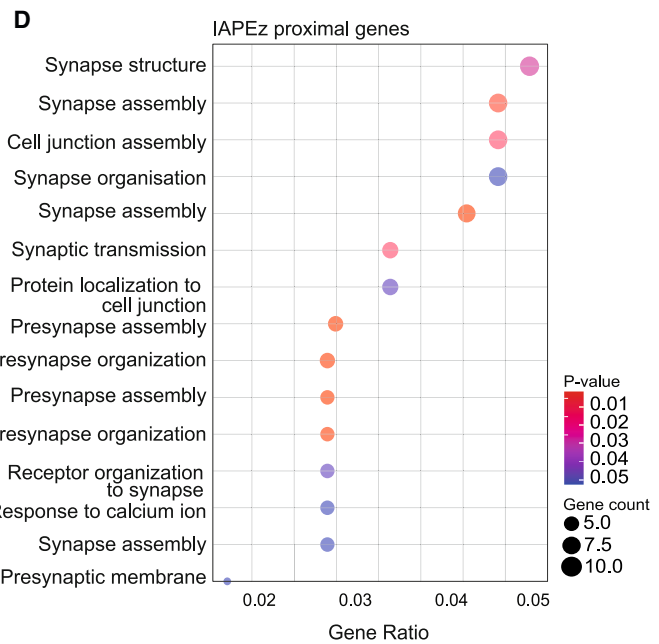 D
IAPEz proximal genes
Synapse structure
Synapse assembly
Cell junction assembly
Synapse organisation
Synapse assembly
Synaptic transmission
Protein localization to
cell junction
Presynapse assembly
resynapse organization
Presynapse assembly
resynapse organization
Receptor organization
to synapse
Response to calcium ion
Synapse assembly
Presynaptic membrane
0.02 0.03 0.04 0.05
Gene Ratio
P-value
0.01
0.02
0.03
0.04
0.05
Gene count
5.0
7.5
10.0